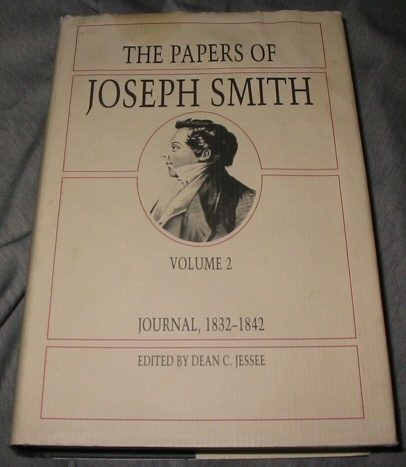 THE PAPERS OF
JOSEPH SMITH
VOLUME 2
JOURNAL, 1832–1842
EDITED BY DEAN C. JESSEE